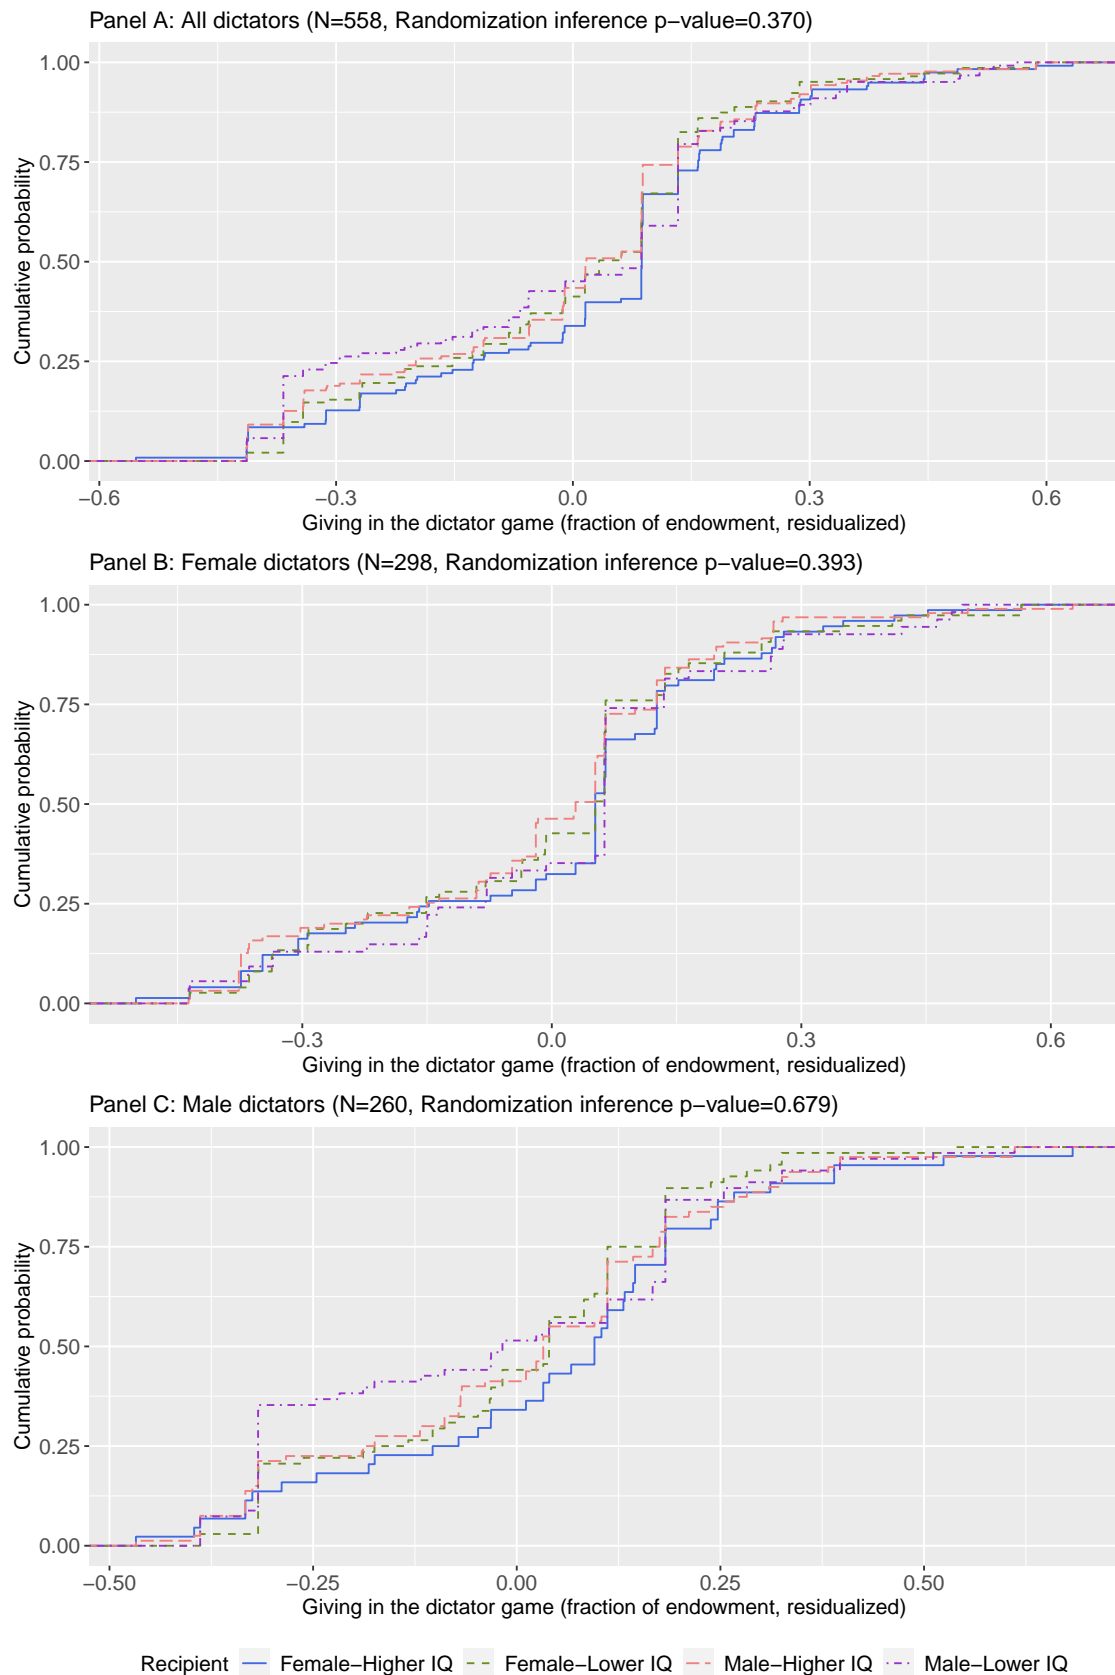 Panel A: All dictators (N=558, Randomization inference p−value=0.370)
1.00
0.75
0.50
0.25
0.00
Cumulative probability
−0.6 −0.3 0.0 0.3 0.6
Giving in the dictator game (fraction of endowment, residualized)
Panel B: Female dictators (N=298, Randomization inference p−value=0.393)
1.00
0.75
0.50
0.25
0.00
Cumulative probability
−0.3 0.0 0.3 0.6
Giving in the dictator game (fraction of endowment, residualized)
Panel C: Male dictators (N=260, Randomization inference p−value=0.679)
1.00
0.75
0.50
0.25
0.00
Cumulative probability
−0.50 −0.25 0.00 0.25 0.50
Giving in the dictator game (fraction of endowment, residualized)
Recipient Female−Higher IQ Female−Lower IQ Male−Higher IQ Male−Lower IQ